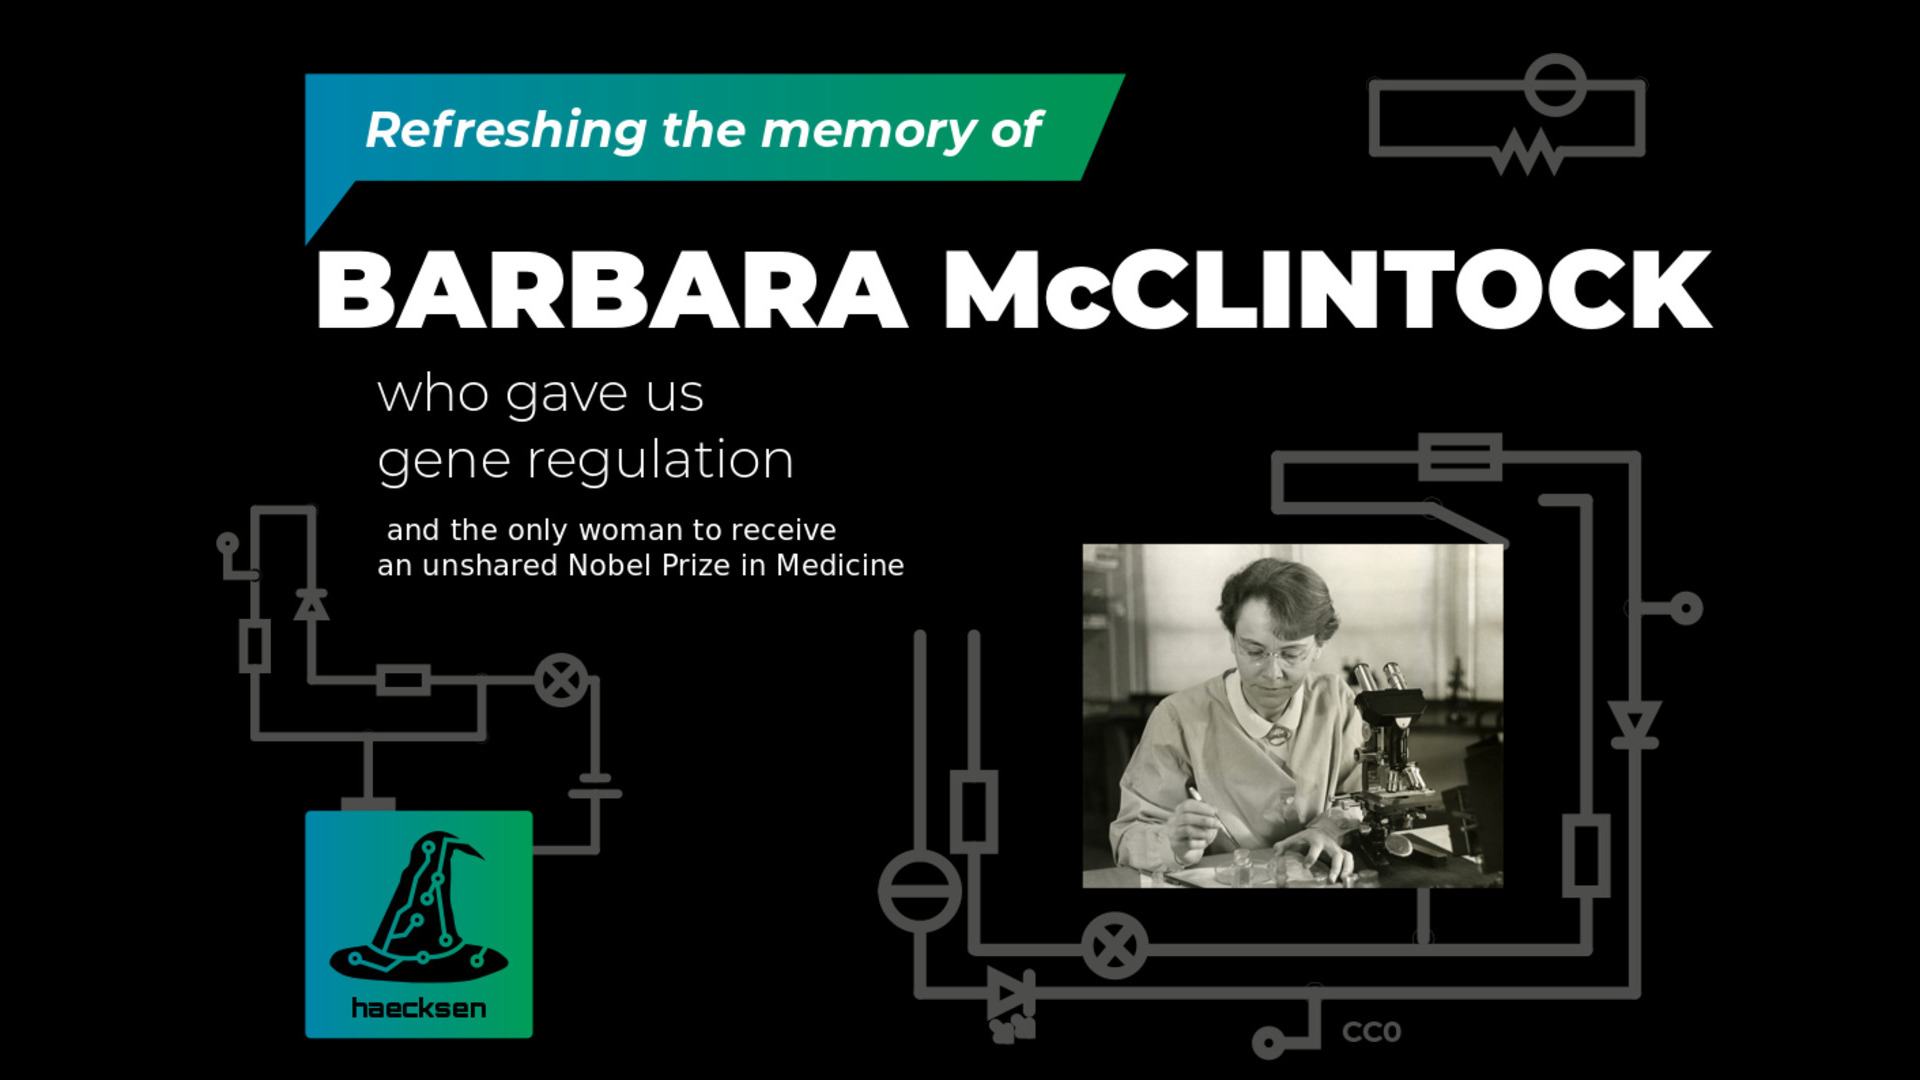 Refreshing the memory of
BARBARA McCLINTOCK
who gave us
gene regulation
and the only woman to receive
an unshared Nobel Prize in Medicine
haecksen
CC0